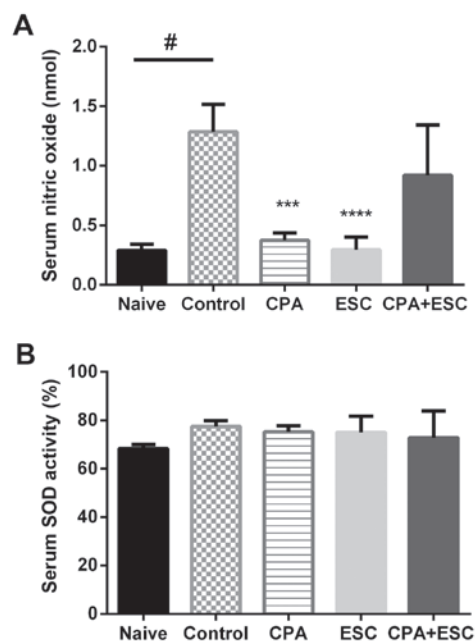 A
#
Serum nitric oxide (nmol)
2.0
1.5
1.0
0.5
0.0
***
****
Naive Control CPA ESC CPA+ESC
B
Serum SOD activity (%)
100
80
60
40
20
0
Naive Control CPA ESC CPA+ESC